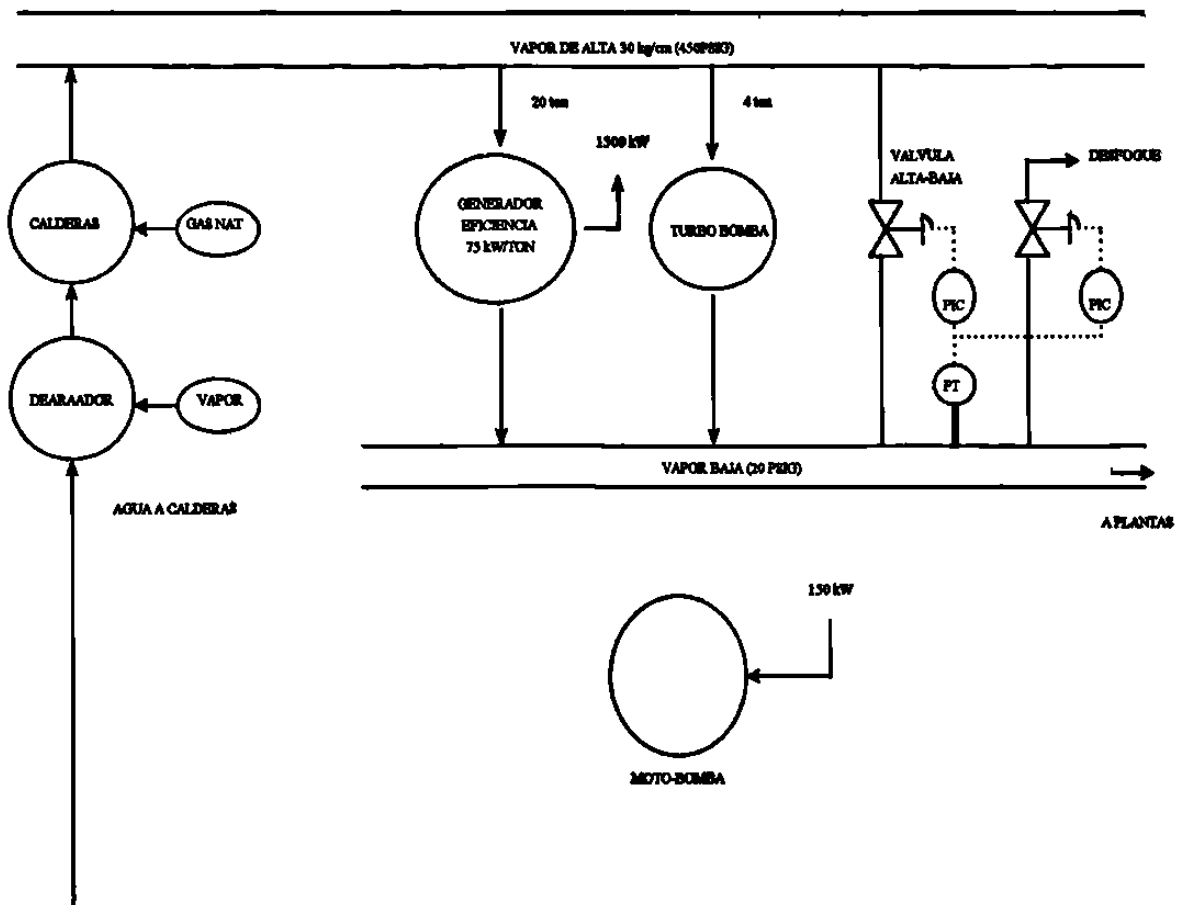 VAPOR DE ALTA 30 kg/cm (450PSIG)
20 ton
4 ton
1500 kW
VALVULA
ALTA-BAJA
DESFOGUE
CALDERAS
GAS NAT
GENERADOR
EFICIENCIA
75 kW/TON
TURBO BOMBA
PIC
PIC
DEARAADOR
VAPOR
PT
VAPOR BAJA (20 PSIG)
AGUA A CALDERAS
A PLANTAS
150 kW
MOTO-BOMBA